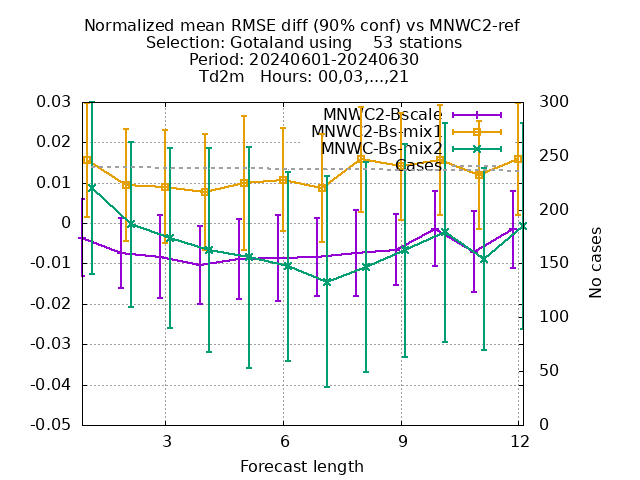 Normalized mean RMSE diff (90% conf) vs MNWC2-ref
Selection: Gotaland using    53 stations
Period: 20240601-20240630
Td2m   Hours: 00,03,...,21
MNWC2-Bscale
MNWC2-Bs-mix1
MNWC-Bs-mix2
Cases
0.03
0.02
0.01
0
-0.01
-0.02
-0.03
-0.04
-0.05
300
250
200
150
100
50
0
No cases
3
6
9
12
Forecast length